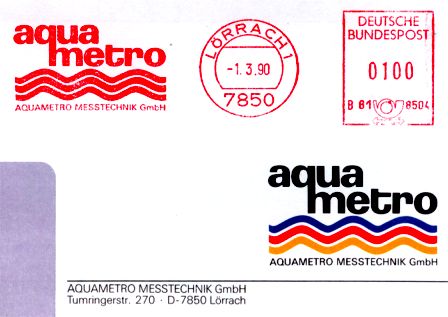 aqua
metro
AQUAMETRO MESSTECHNIK GmbH
LÖRRACH 1
-1.3.90
7850
DEUTSCHE
BUNDESPOST
0100
B 61 8504
aqua
metro
AQUAMETRO MESSTECHNIK GmbH
AQUAMETRO MESSTECHNIK GmbH
Tumringerstr. 270 · D-7850 Lörrach